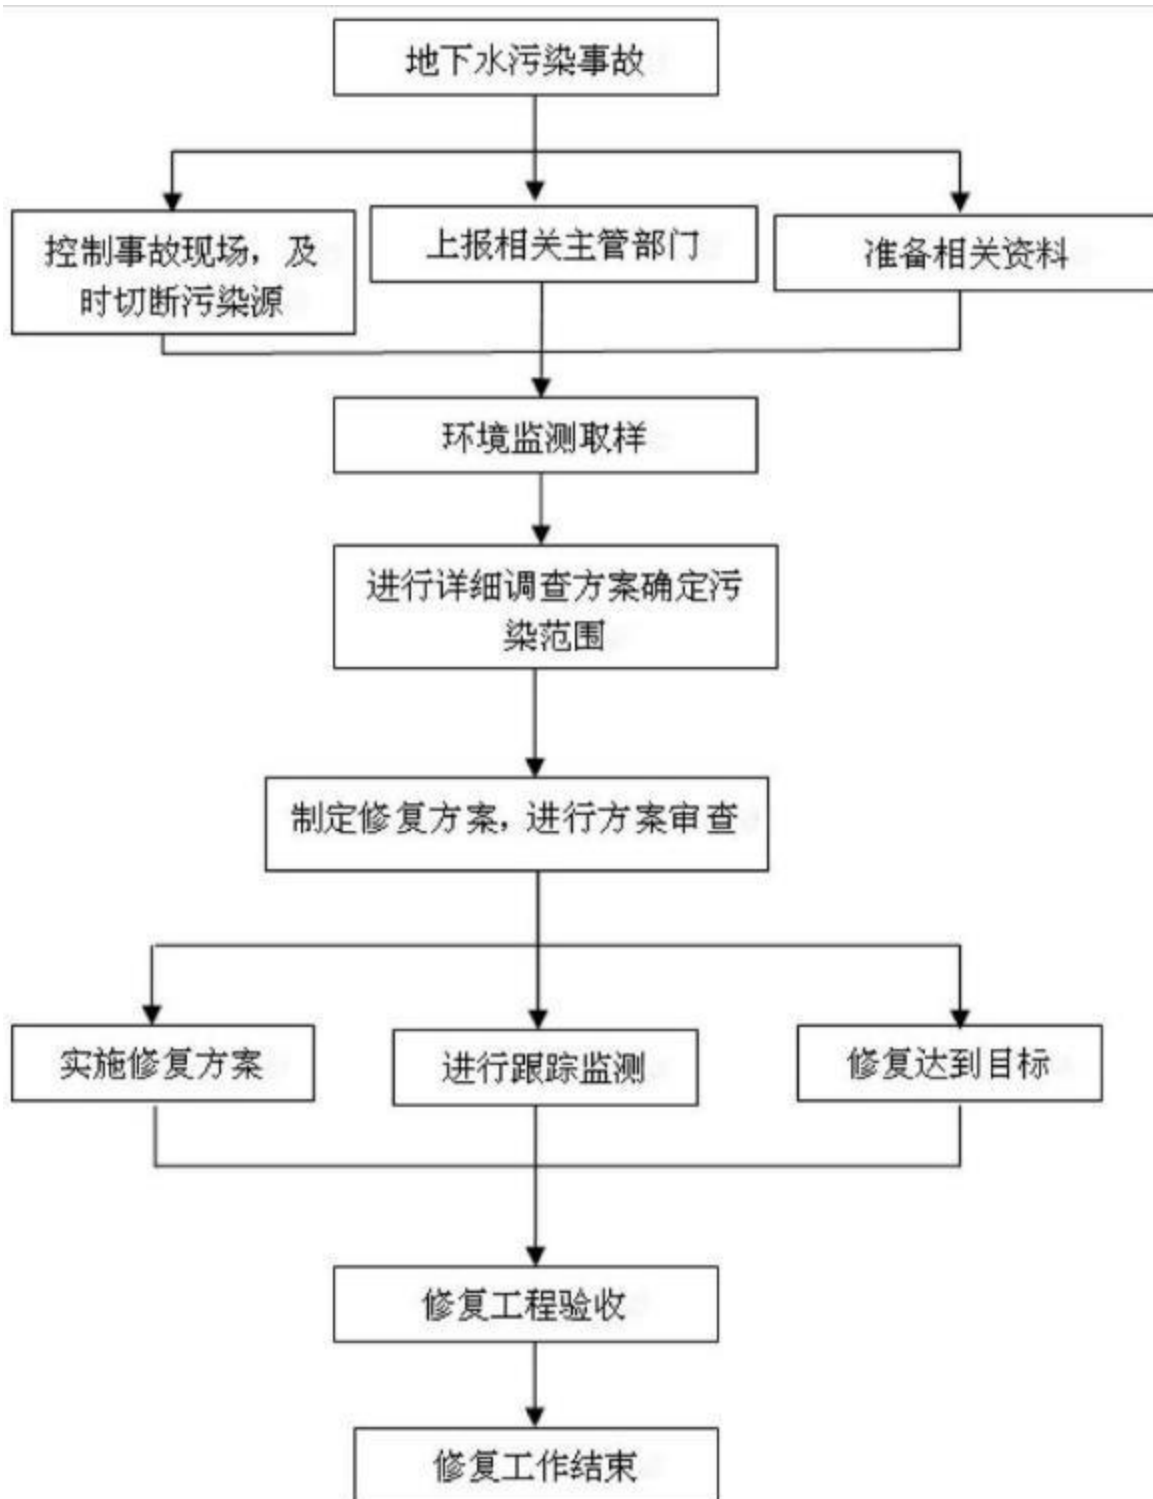 地下水污染事故
控制事故现场，及
时切断污染源
上报相关主管部门
准备相关资料
环境监测取样
进行详细调查方案确定污
染范围
制定修复方案，进行方案审查
实施修复方案
进行跟踪监测
修复达到目标
修复工程验收
修复工作结束